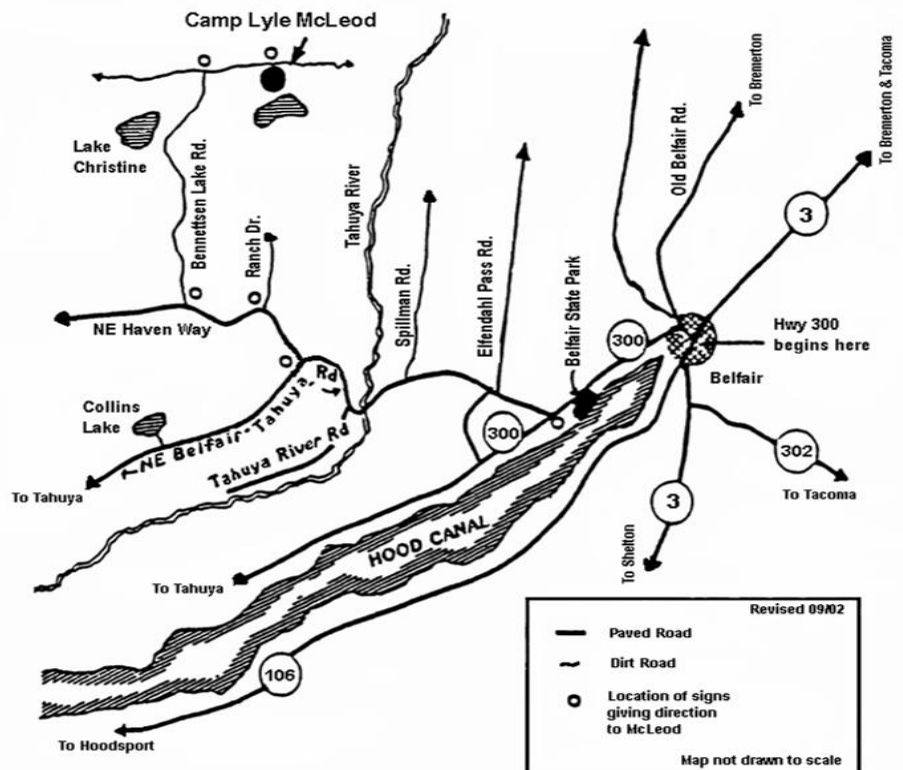 Camp Lyle McLeod
To Bremerton
To Bremerton & Tacoma
Old Belfair Rd.
3
Lake
Christine
Bennettsen Lake Rd.
Ranch Dr.
Tahuya River
Spillman Rd.
Elfendahl Pass Rd.
Belfair State Park
300
Hwy 300
begins here
NE Haven Way
Belfair
Collins
Lake
Rd
NE Belfair-Tahuya
Tahuya River Rd
300
302
To Tahuya
To Tacoma
3
HOOD CANAL
To Shelton
To Tahuya
106
To Hoodsport
Revised 09/02
Paved Road
Dirt Road
Location of signs
giving direction
to McLeod
Map not drawn to scale